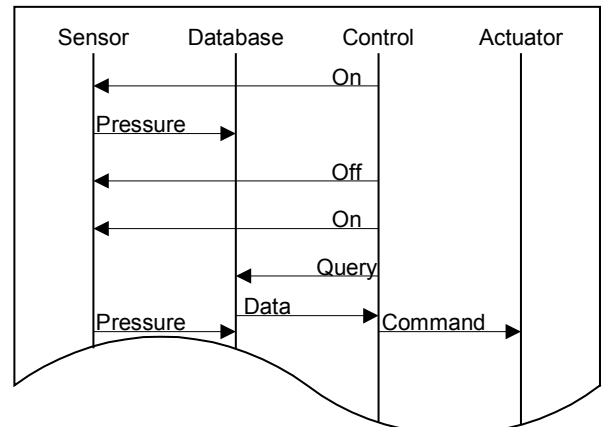 Sensor Database Control Actuator
On
Pressure
Off
On
Query
Data
Pressure Command